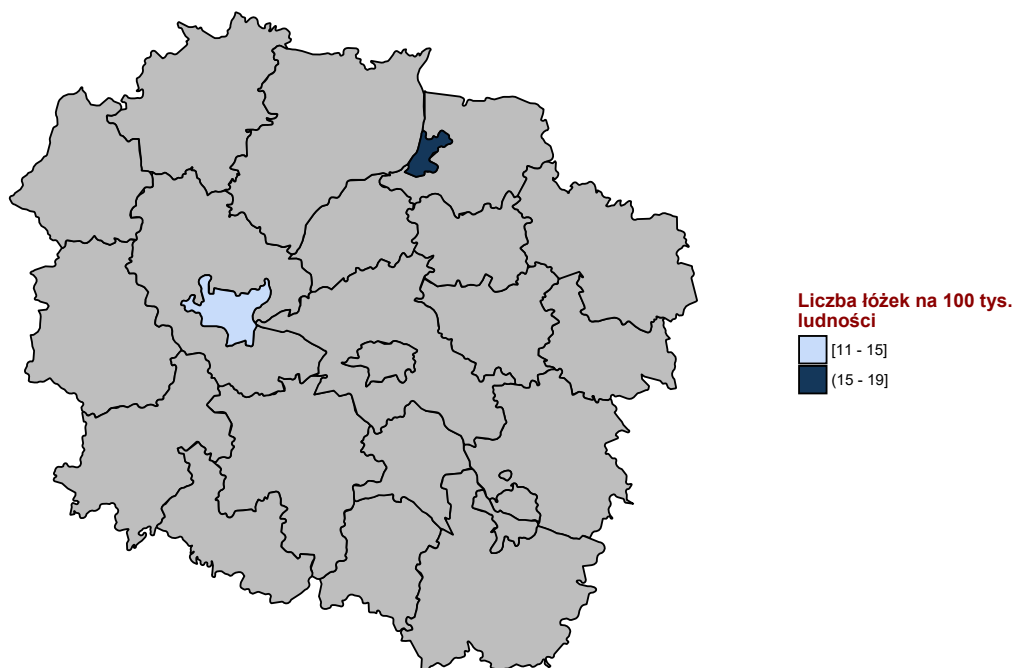 Liczba łóżek na 100 tys.
ludności
[11 - 15]
(15 - 19]